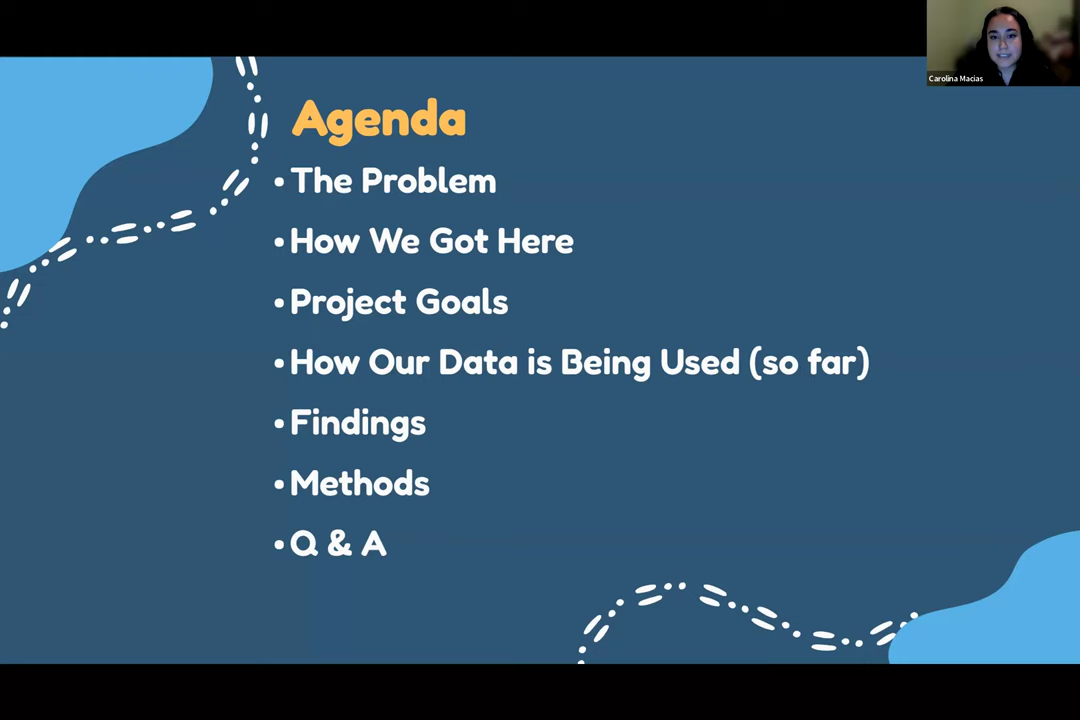 Carolina Macias
Agenda
• The Problem
• How We Got Here
• Project Goals
• How Our Data is Being Used (so far)
• Findings
• Methods
• Q & A